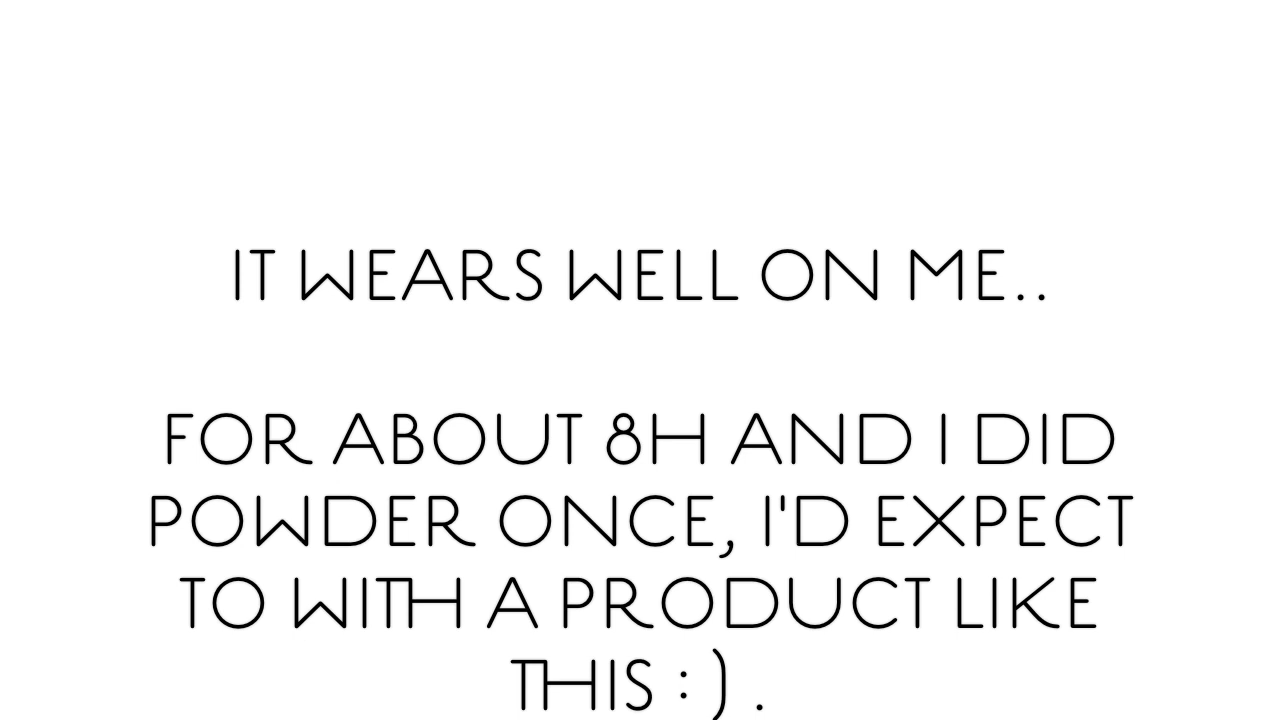 IT WEARS WELL ON ME..
FOR ABOUT 8H AND I DID
POWDER ONCE, I'D EXPECT
TO WITH A PRODUCT LIKE
THIS :) .